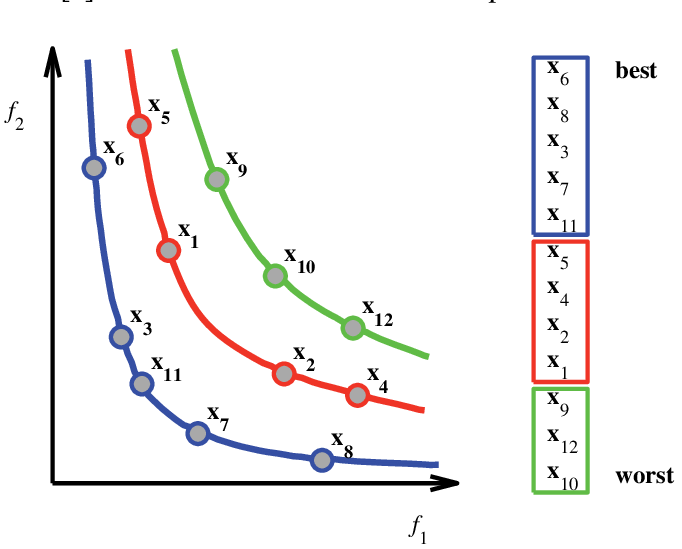 f2
x5
x6
x9
x1
x10
x3
x12
x11
x2
x4
x7
x8
f1
x6 best
x8
x3
x7
x11
x5
x4
x2
x1
x9
x12
x10 worst